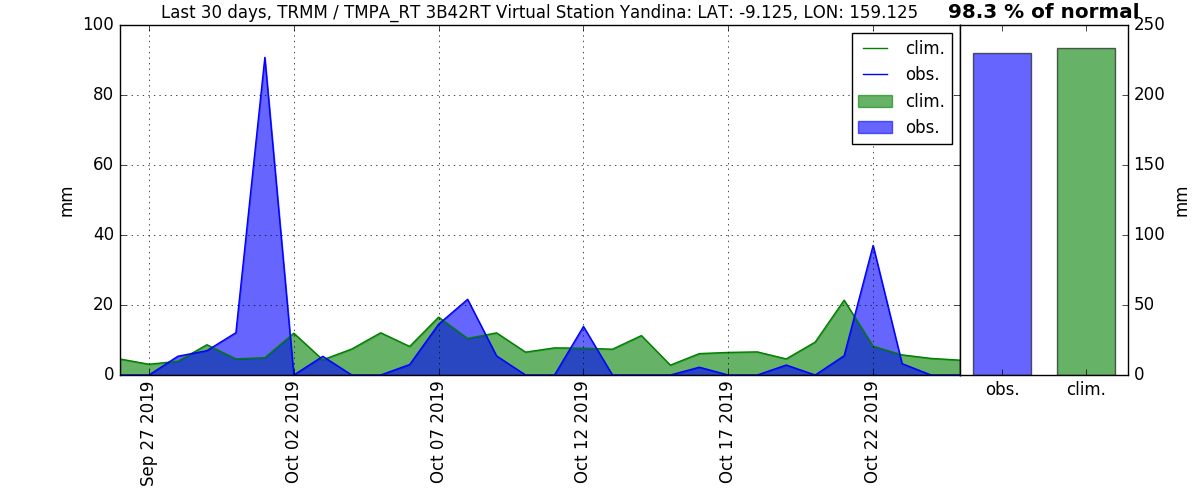 Last 30 days, TRMM / TMPA_RT 3B42RT Virtual Station Yandina: LAT: -9.125, LON: 159.125
98.3 % of normal
clim.
obs.
clim.
obs.
100
80
60
40
20
0
mm
Sep 27 2019
Oct 02 2019
Oct 07 2019
Oct 12 2019
Oct 17 2019
Oct 22 2019
250
200
150
100
50
0
mm
obs.
clim.